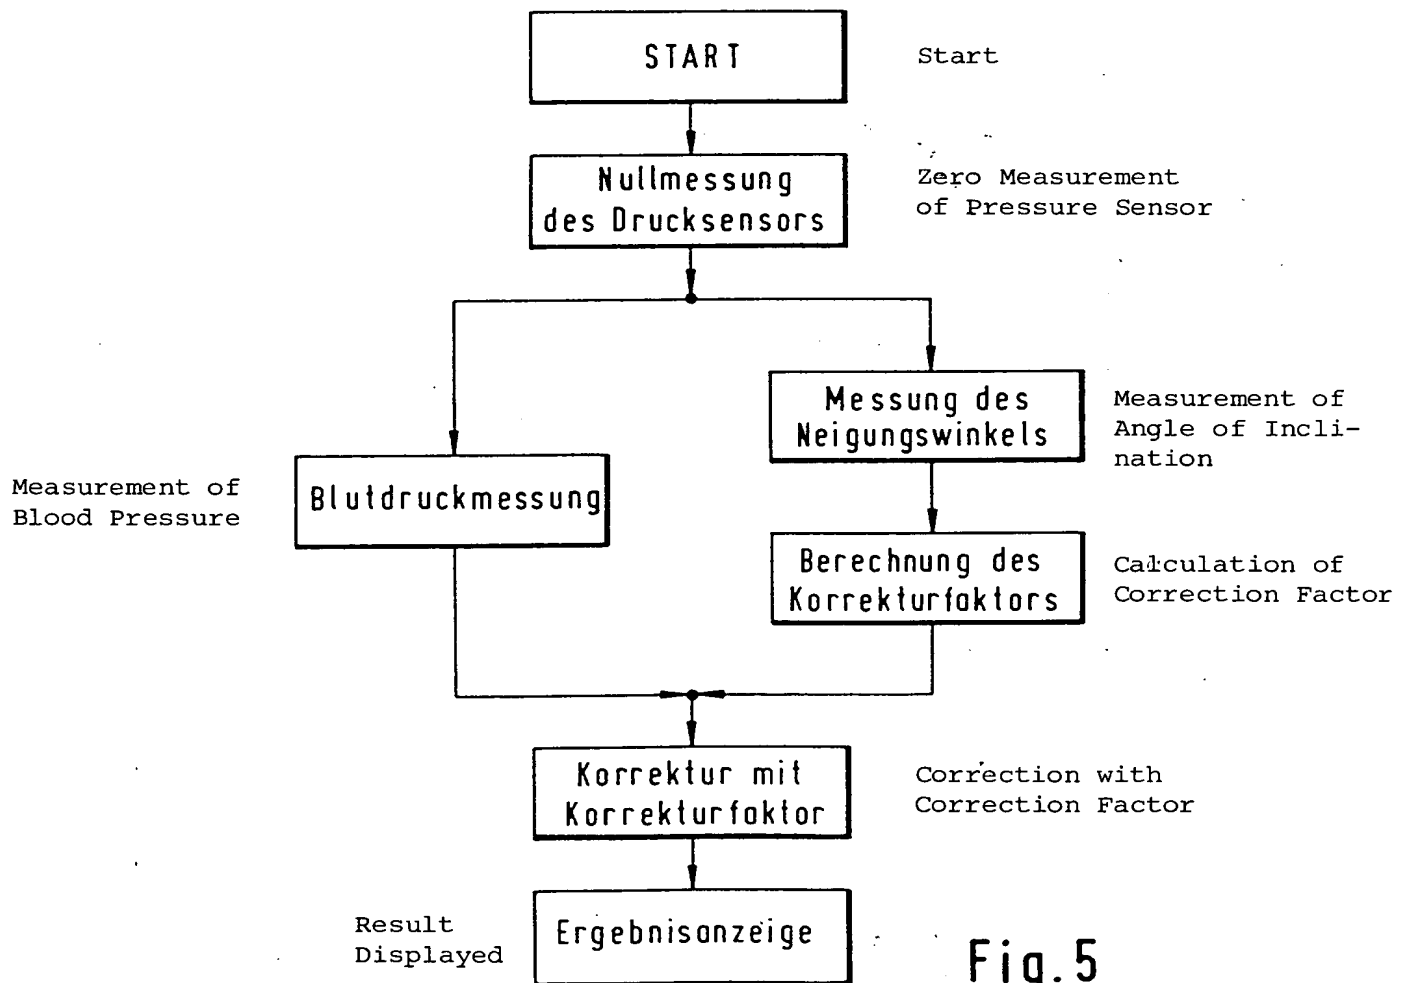 START
Start
Nullmessung
des Drucksensors
Zero Measurement
of Pressure Sensor
Messung des
Neigungswinkels
Measurement of
Angle of Incli-
nation
Measurement of
Blood Pressure
Blutdruckmessung
Berechnung des
Korrekturfaktors
Calculation of
Correction Factor
Korrektur mit
Korrekturfaktor
Correction with
Correction Factor
Result
Displayed
Ergebnisanzeige
Fig. 5